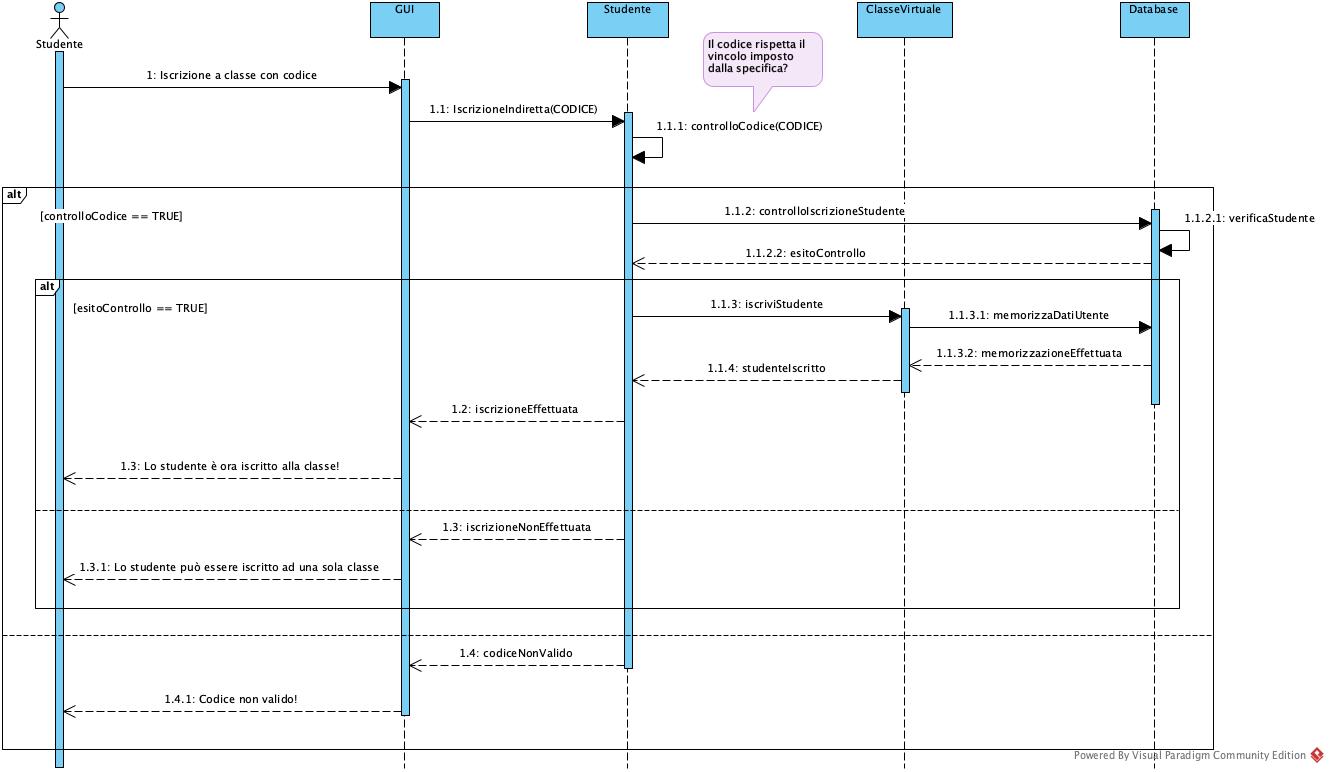 GUI
Studente
ClasseVirtuale
Database
Studente
Il codice rispetta il
vincolo imposto
dalla specifica?
1: Iscrizione a classe con codice
1.1: IscrizioneIndiretta(CODICE)
1.1.1: controlloCodice(CODICE)
alt
[controlloCodice == TRUE]
1.1.2: controlloIscrizioneStudente
1.1.2.1: verificaStudente
1.1.2.2: esitoControllo
alt
[esitoControllo == TRUE]
1.1.3: iscriviStudente
1.1.3.1: memorizzaDatiUtente
1.1.3.2: memorizzazioneEffettuata
1.1.4: studenteIscritto
1.2: iscrizioneEffettuata
1.3: Lo studente è ora iscritto alla classe!
1.3: iscrizioneNonEffettuata
1.3.1: Lo studente può essere iscritto ad una sola classe
1.4: codiceNonValido
1.4.1: Codice non valido!
Powered By Visual Paradigm Community Edition